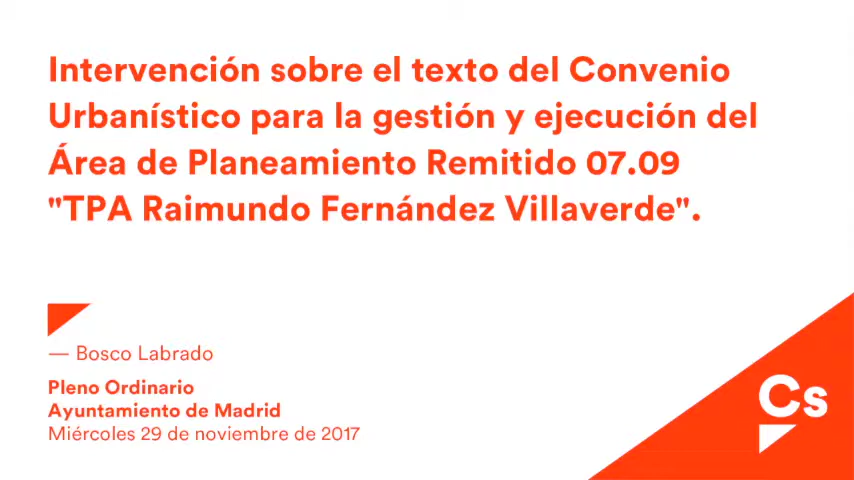 Intervención sobre el texto del Convenio
Urbanístico para la gestión y ejecución del
Área de Planeamiento Remitido 07.09
"TPA Raimundo Fernández Villaverde".
— Bosco Labrado
Pleno Ordinario
Ayuntamiento de Madrid
Miércoles 29 de noviembre de 2017
Cs